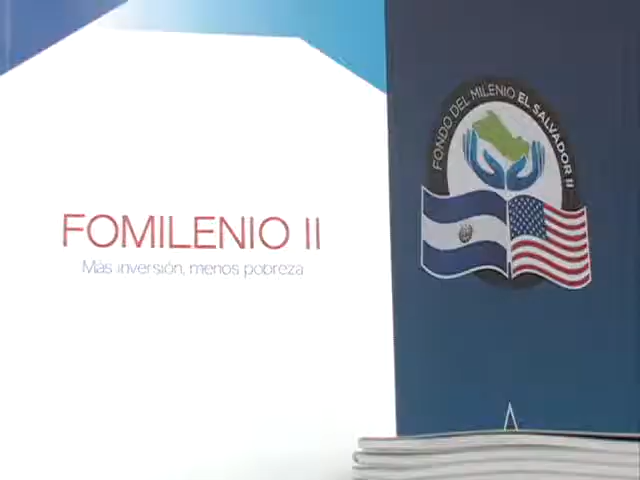 FOMILENIO II
Más inversión, menos pobreza
FONDO DEL MILENIO EL SALVADOR II